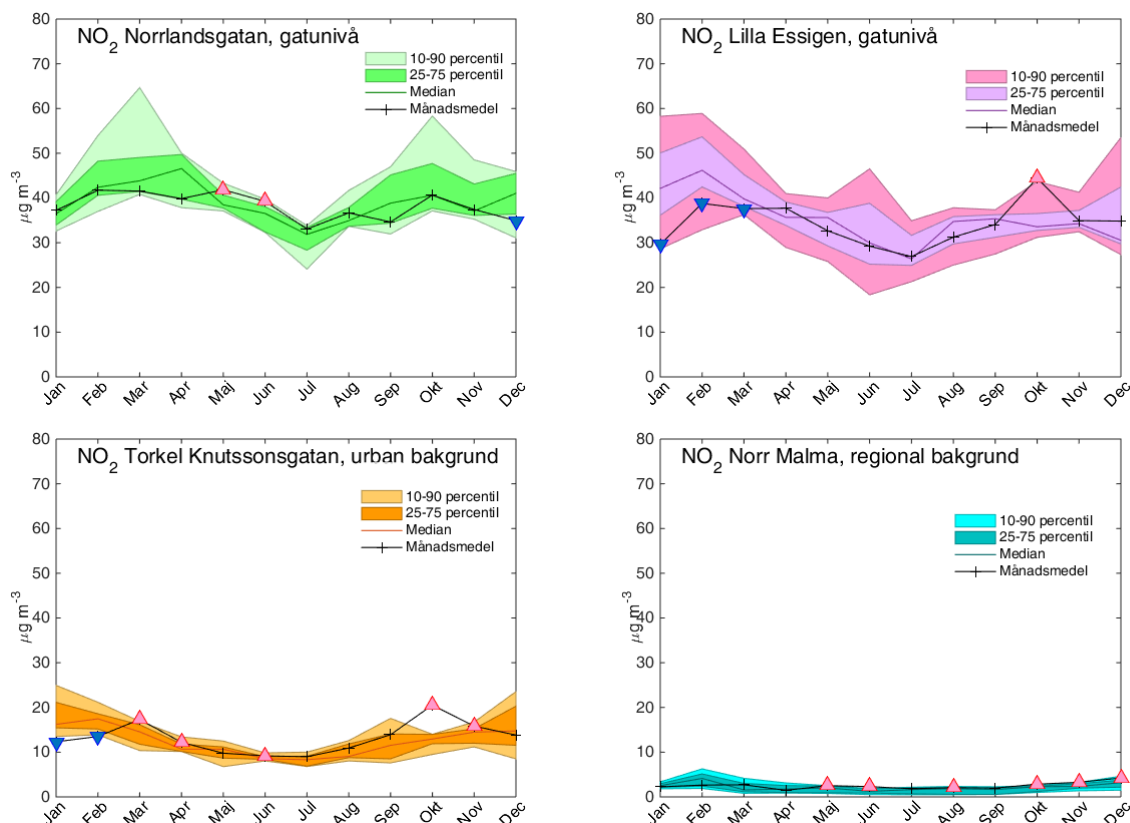 NO2 Norrlandsgatan, gatunivå
10-90 percentil
25-75 percentil
Median
Månadsmedel
µg m-3
80
70
60
50
40
30
20
10
0
Jan Feb Mar Apr Maj Jun Jul Aug Sep Okt Nov Dec
NO2 Lilla Essigen, gatunivå
10-90 percentil
25-75 percentil
Median
Månadsmedel
µg m-3
80
70
60
50
40
30
20
10
0
Jan Feb Mar Apr Maj Jun Jul Aug Sep Okt Nov Dec
NO2 Torkel Knutssonsgatan, urban bakgrund
10-90 percentil
25-75 percentil
Median
Månadsmedel
µg m-3
80
70
60
50
40
30
20
10
0
Jan Feb Mar Apr Maj Jun Jul Aug Sep Okt Nov Dec
NO2 Norr Malma, regional bakgrund
10-90 percentil
25-75 percentil
Median
Månadsmedel
µg m-3
80
70
60
50
40
30
20
10
0
Jan Feb Mar Apr Maj Jun Jul Aug Sep Okt Nov Dec